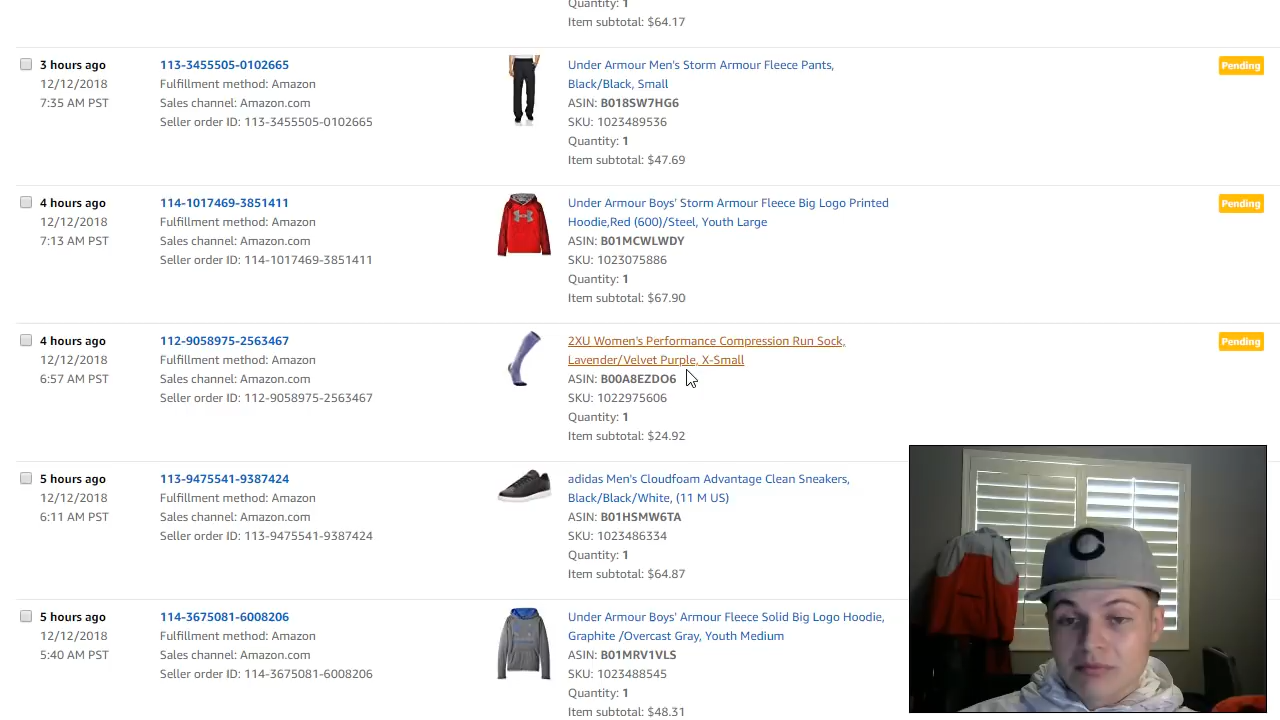 Quantity: 1
Item subtotal: $64.17
3 hours ago
12/12/2018
7:35 AM PST
113-3455505-0102665
Fulfillment method: Amazon
Sales channel: Amazon.com
Seller order ID: 113-3455505-0102665
Under Armour Men's Storm Armour Fleece Pants,
Black/Black, Small
ASIN: B018SW7HG6
SKU: 1023489536
Quantity: 1
Item subtotal: $47.69
Pending
4 hours ago
12/12/2018
7:13 AM PST
114-1017469-3851411
Fulfillment method: Amazon
Sales channel: Amazon.com
Seller order ID: 114-1017469-3851411
Under Armour Boys' Storm Armour Fleece Big Logo Printed
Hoodie,Red (600)/Steel, Youth Large
ASIN: B01MCWLWDY
SKU: 1023075886
Quantity: 1
Item subtotal: $67.90
Pending
4 hours ago
12/12/2018
6:57 AM PST
112-9058975-2563467
Fulfillment method: Amazon
Sales channel: Amazon.com
Seller order ID: 112-9058975-2563467
2XU Women's Performance Compression Run Sock,
Lavender/Velvet Purple, X-Small
ASIN: B00A8EZDO6
SKU: 1022975606
Quantity: 1
Item subtotal: $24.92
Pending
5 hours ago
12/12/2018
6:11 AM PST
113-9475541-9387424
Fulfillment method: Amazon
Sales channel: Amazon.com
Seller order ID: 113-9475541-9387424
adidas Men's Cloudfoam Advantage Clean Sneakers,
Black/Black/White, (11 M US)
ASIN: B01HSMW6TA
SKU: 1023486334
Quantity: 1
Item subtotal: $64.87
5 hours ago
12/12/2018
5:40 AM PST
114-3675081-6008206
Fulfillment method: Amazon
Sales channel: Amazon.com
Seller order ID: 114-3675081-6008206
Under Armour Boys' Armour Fleece Solid Big Logo Hoodie,
Graphite /Overcast Gray, Youth Medium
ASIN: B01MRV1VLS
SKU: 1023488545
Quantity: 1
Item subtotal: $48.31
C